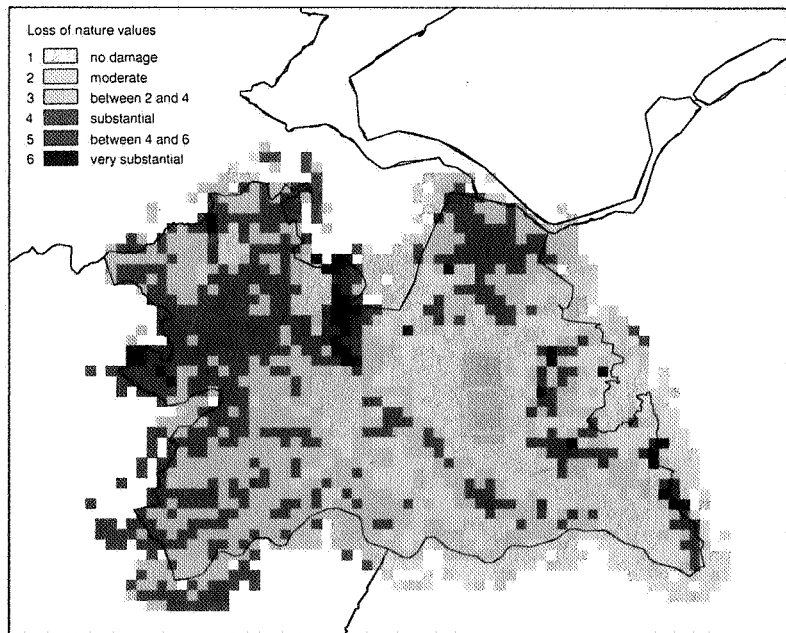 Loss of nature values
1 no damage
2 moderate
3 between 2 and 4
4 substantial
5 between 4 and 6
6 very substantial